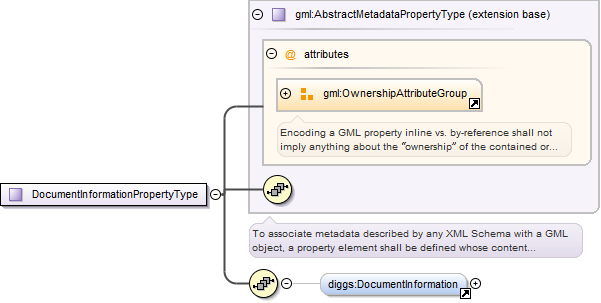 gml:AbstractMetadataPropertyType (extension base)
@ attributes
gml:OwnershipAttributeGroup
Encoding a GML property inline vs. by-reference shall not
imply anything about the "ownership" of the contained or...
DocumentInformationPropertyType
To associate metadata described by any XML Schema with a GML
object, a property element shall be defined whose content...
diggs:DocumentInformation